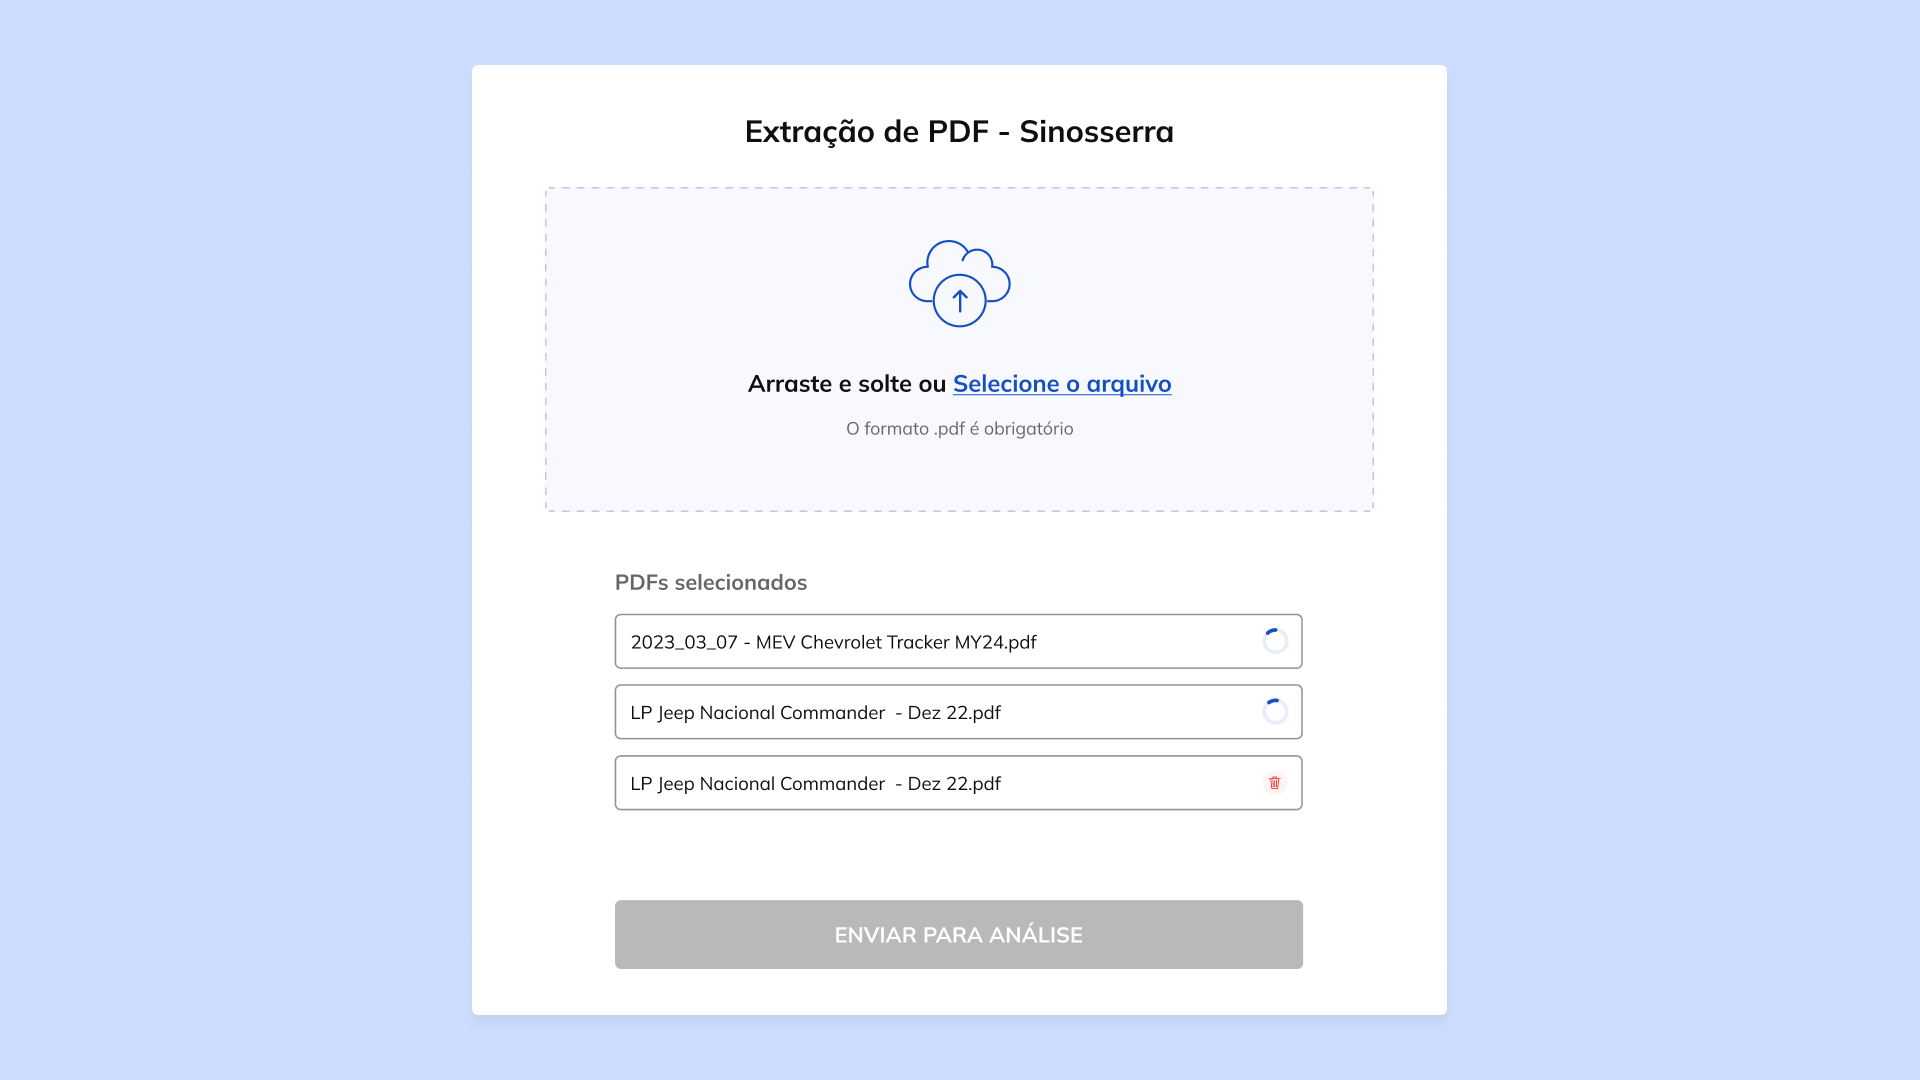 Extração de PDF - Sinosserra
Arraste e solte ou Selecione o arquivo
O formato .pdf é obrigatório
PDFs selecionados
2023_03_07 - MEV Chevrolet Tracker MY24.pdf
LP Jeep Nacional Commander  - Dez 22.pdf
LP Jeep Nacional Commander  - Dez 22.pdf
ENVIAR PARA ANÁLISE